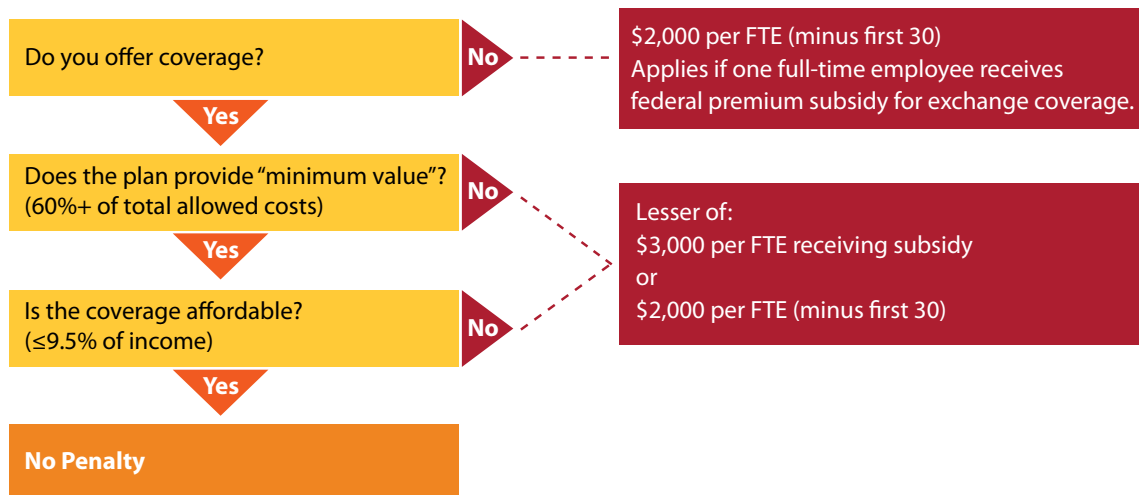 Do you offer coverage?
No
$2,000 per FTE (minus first 30)
Applies if one full-time employee receives
federal premium subsidy for exchange coverage.
Yes
Does the plan provide “minimum value”?
(60%+ of total allowed costs)
No
Lesser of:
$3,000 per FTE receiving subsidy
or
$2,000 per FTE (minus first 30)
Yes
Is the coverage affordable?
(≤9.5% of income)
No
Yes
No Penalty